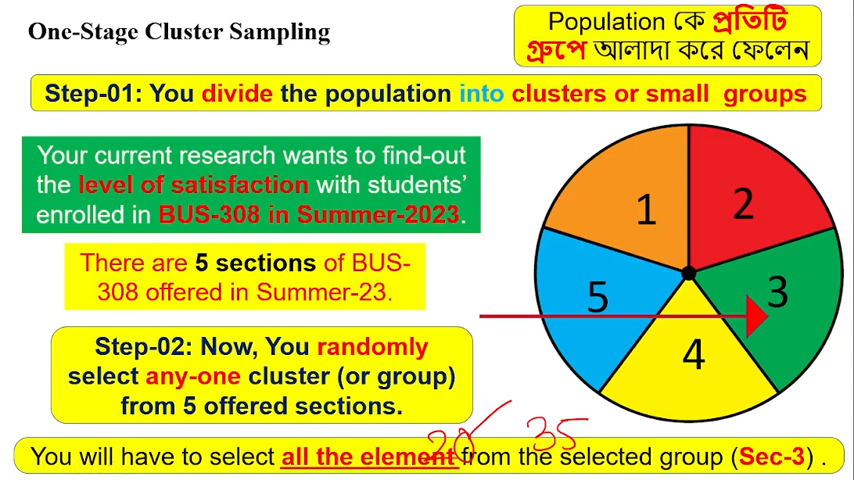 One-Stage Cluster Sampling
Population কে প্রতিটি
গ্রুপে আলাদা করে ফেলেন
Step-01: You divide the population into clusters or small groups
Your current research wants to find-out
the level of satisfaction with students’
enrolled in BUS-308 in Summer-2023.
There are 5 sections of BUS-
308 offered in Summer-23.
1
2
5
3
4
Step-02: Now, You randomly
select any-one cluster (or group)
from 5 offered sections.
20 35
You will have to select all the element from the selected group (Sec-3) .